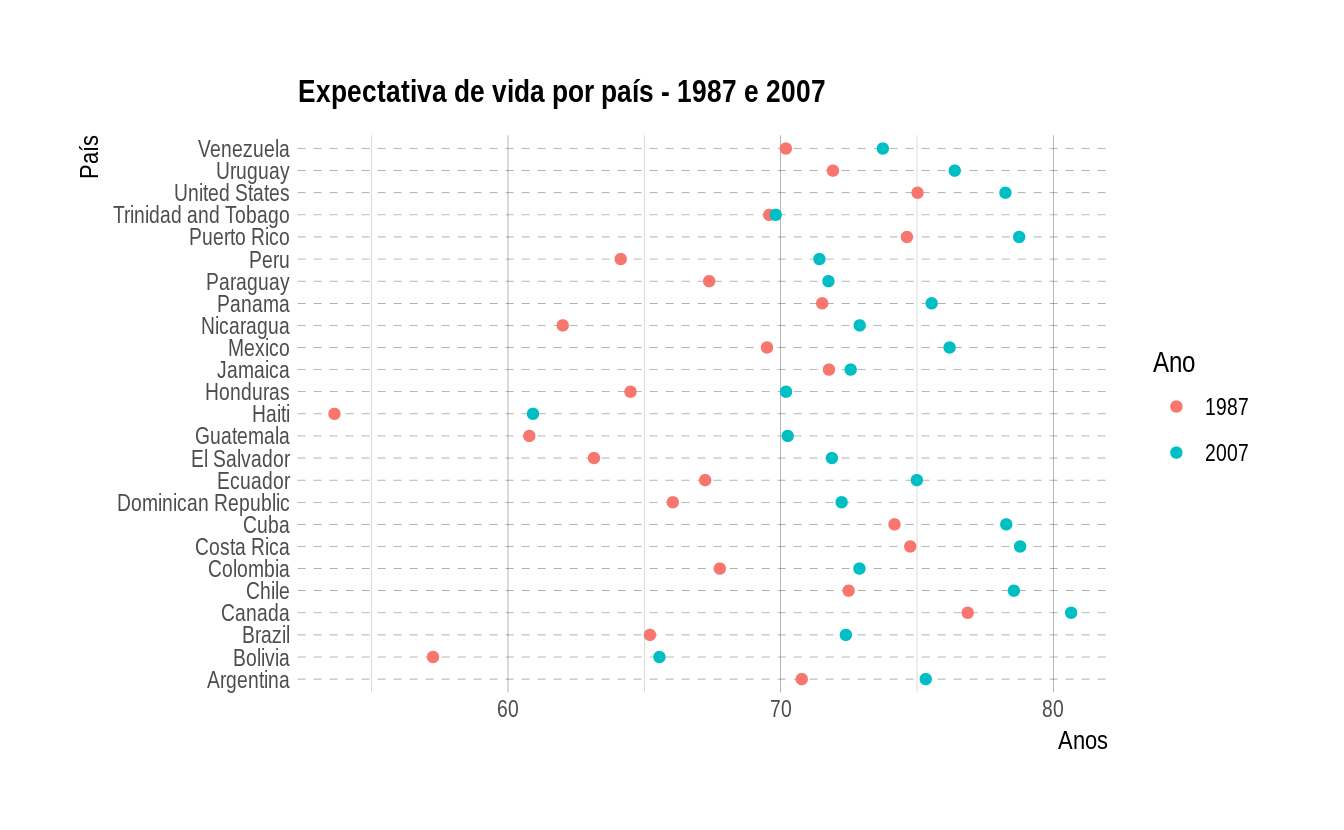 Expectativa de vida por país - 1987 e 2007
País
Venezuela
Uruguay
United States
Trinidad and Tobago
Puerto Rico
Peru
Paraguay
Panama
Nicaragua
Mexico
Jamaica
Honduras
Haiti
Guatemala
El Salvador
Ecuador
Dominican Republic
Cuba
Costa Rica
Colombia
Chile
Canada
Brazil
Bolivia
Argentina
60 70 80
Anos
Ano
1987
2007